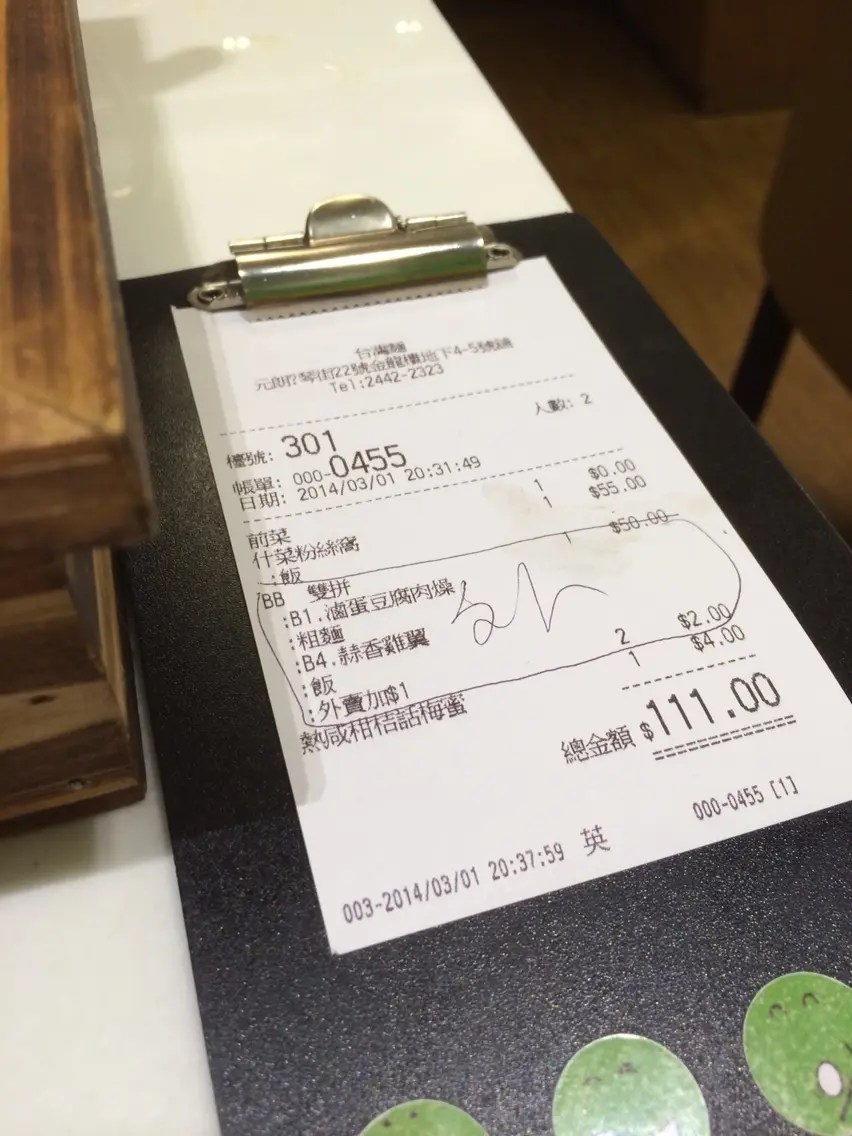 台灣麵
元朗?琴街22號金龍樓地下4-5號舖
Tel:2442-2323
人數: 2
檯號: 301
帳單: 000-0455
日期: 2014/03/01 20:31:49
前菜 1 $0.00
什菜粉絲窩 1 $55.00
:飯
BB 雙拼 1 $50.00
:B1.滷蛋豆腐肉燥
:粗麵
:B4.蒜香雞翼
:飯
:外賣加$1 2 $2.00
熱咸柑桔話梅蜜 1 $4.00
總金額 $111.00
000-0455 [1]
003-2014/03/01 20:37:59 英